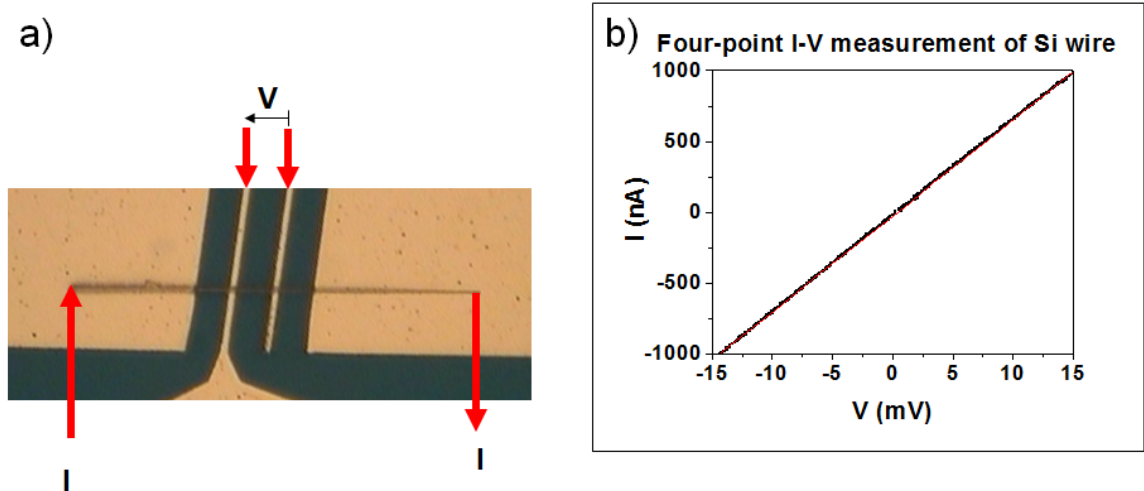 a)
V
I
I
b)
Four-point I-V measurement of Si wire
1000
500
0
-500
-1000
I (nA)
-15
-10
-5
0
5
10
15
V (mV)